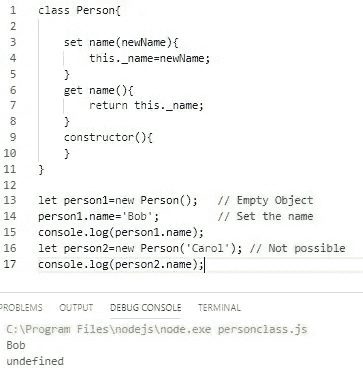 1 class Person{
2
3 set name(newName){
4 this._name=newName;
5 }
6 get name(){
7 return this._name;
8 }
9 constructor(){
10 }
11 }
12
13 let person1=new Person(); // Empty Object
14 person1.name='Bob'; // Set the name
15 console.log(person1.name);
16 let person2=new Person('Carol'); // Not possible
17 console.log(person2.name);
PROBLEMS OUTPUT DEBUG CONSOLE TERMINAL
C:\Program Files\nodejs\node.exe personclass.js
Bob
undefined